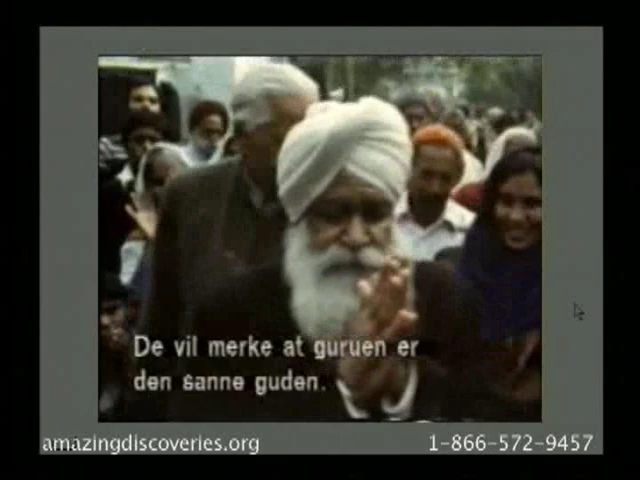 De vil merke at guruen er
den sanne guden.
amazingdiscoveries.org
1-866-572-9457